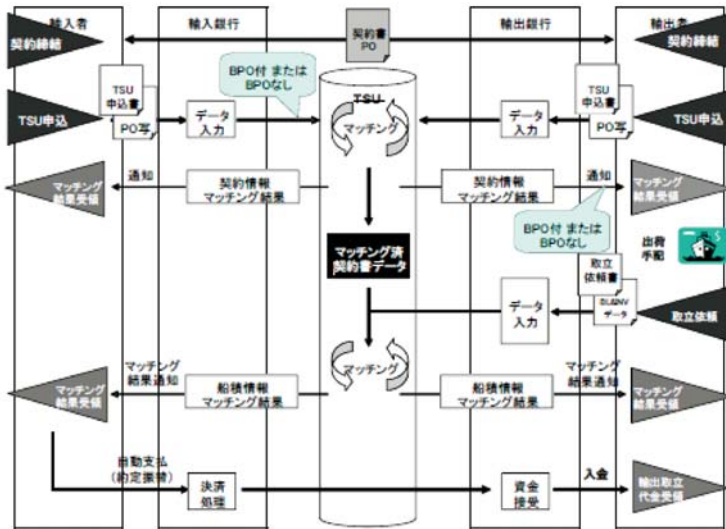 輸入者
輸入銀行
輸出銀行
輸出者
契約締結
契約書
PO
契約締結
BPO付 または
BPOなし
TSU
申込書
PO写
TSU申込
データ
入力
TSU
マッチング
データ
入力
TSU
申込書
PO写
TSU申込
通知
契約情報
マッチング結果
契約情報
マッチング結果
通知
マッチング
結果受領
マッチング
結果受領
BPO付 または
BPOなし
出荷
手配
マッチング済
契約書データ
取立
依頼書
データ
データ
入力
取立依頼
マッチング
マッチング
結果通知
マッチング
結果通知
マッチング
結果受領
船積情報
マッチング結果
船積情報
マッチング結果
マッチング
結果受領
自動支払
(約定振替)
決済
処理
資金
接受
入金
輸出取立
代金受領